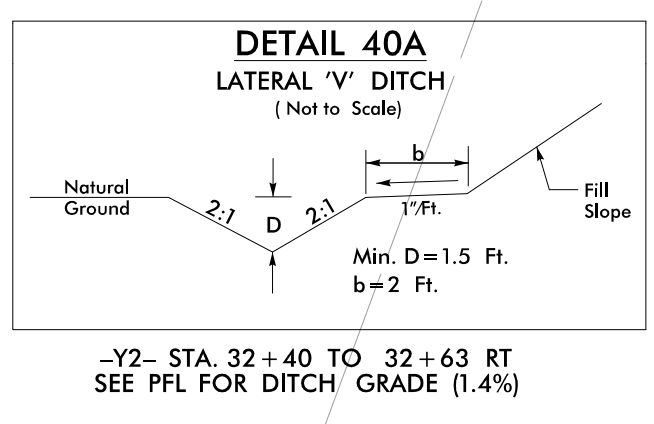 DETAIL 40A
LATERAL 'V' DITCH
( Not to Scale)
b
Natural
Ground
2:1
D
2:1
1"/Ft.
Fill
Slope
Min. D=1.5 Ft.
b=2 Ft.
-Y2- STA. 32+40 TO 32+63 RT
SEE PFL FOR DITCH GRADE (1.4%)